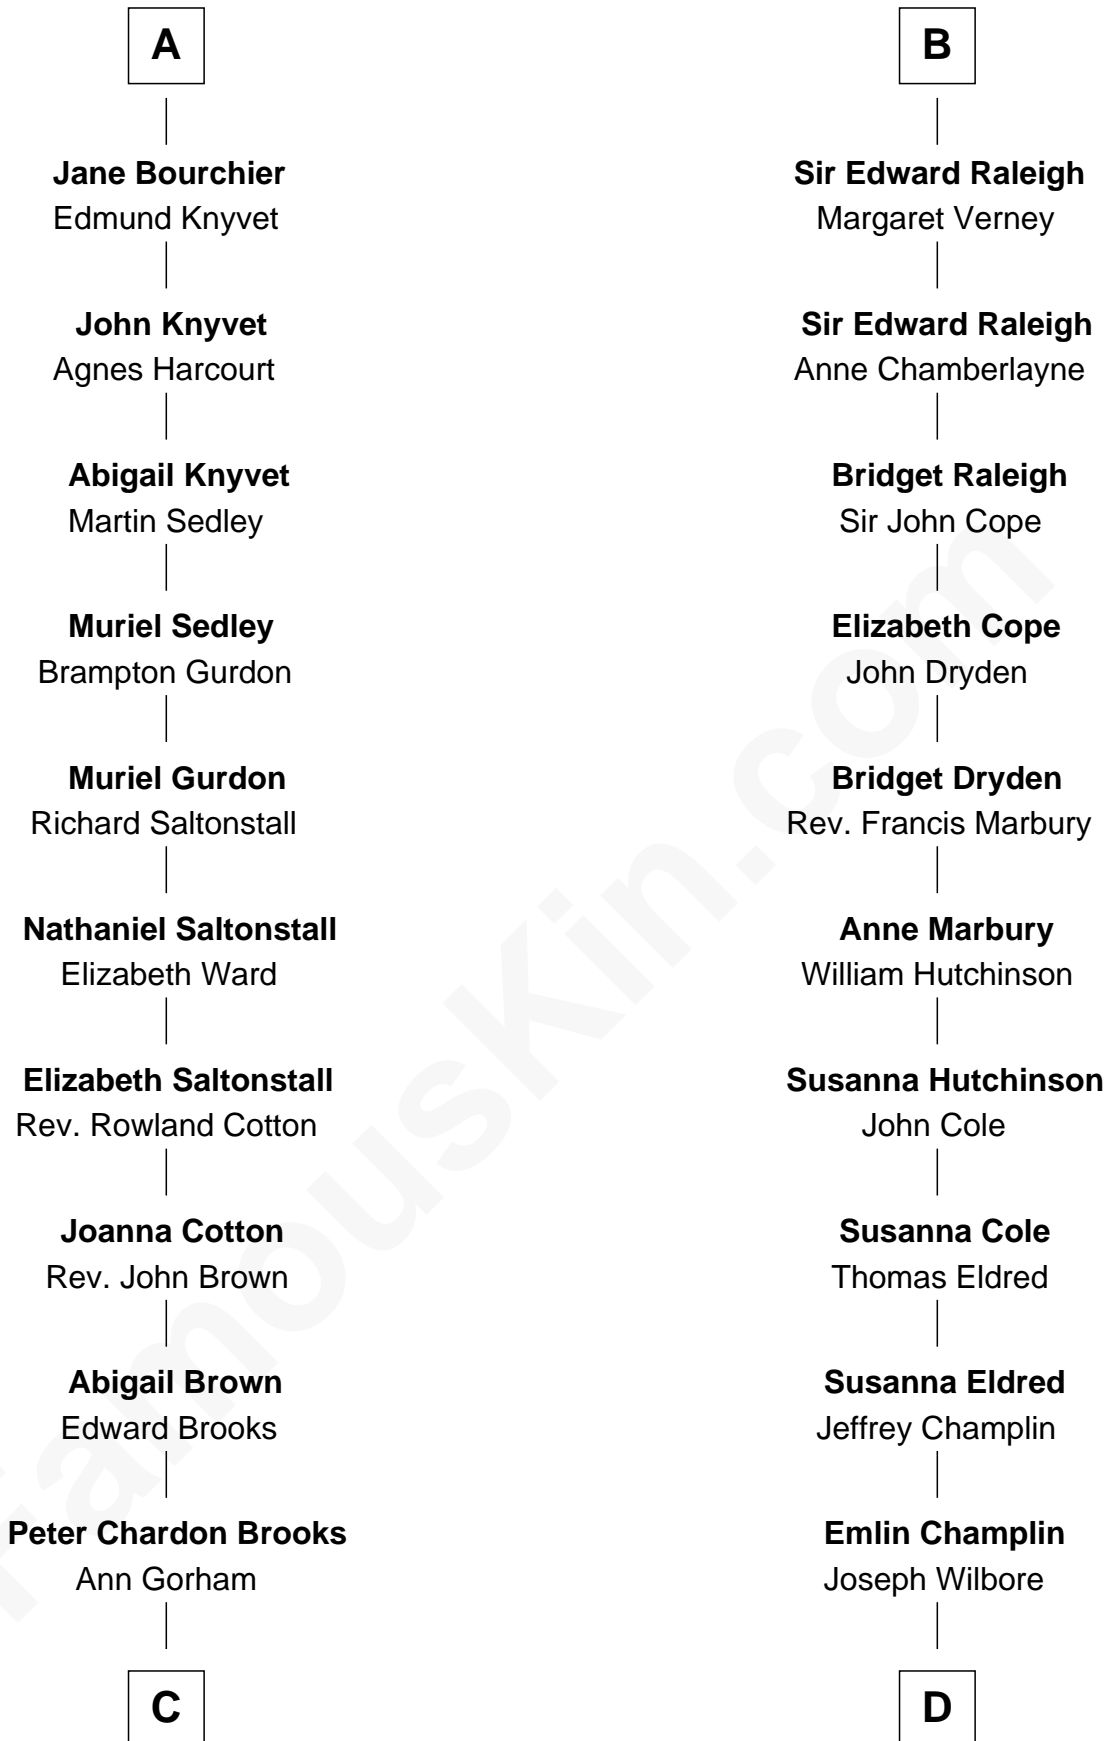 A
Jane Bourchier
Edmund Knyvet
John Knyvet
Agnes Harcourt
Abigail Knyvet
Martin Sedley
Muriel Sedley
Brampton Gurdon
Muriel Gurdon
Richard Saltonstall
Nathaniel Saltonstall
Elizabeth Ward
Elizabeth Saltonstall
Rev. Rowland Cotton
Joanna Cotton
Rev. John Brown
Abigail Brown
Edward Brooks
Peter Chardon Brooks
Ann Gorham
C
B
Sir Edward Raleigh
Margaret Verney
Sir Edward Raleigh
Anne Chamberlayne
Bridget Raleigh
Sir John Cope
Elizabeth Cope
John Dryden
Bridget Dryden
Rev. Francis Marbury
Anne Marbury
William Hutchinson
Susanna Hutchinson
John Cole
Susanna Cole
Thomas Eldred
Susanna Eldred
Jeffrey Champlin
Emlin Champlin
Joseph Wilbore
D
FamousKin.com